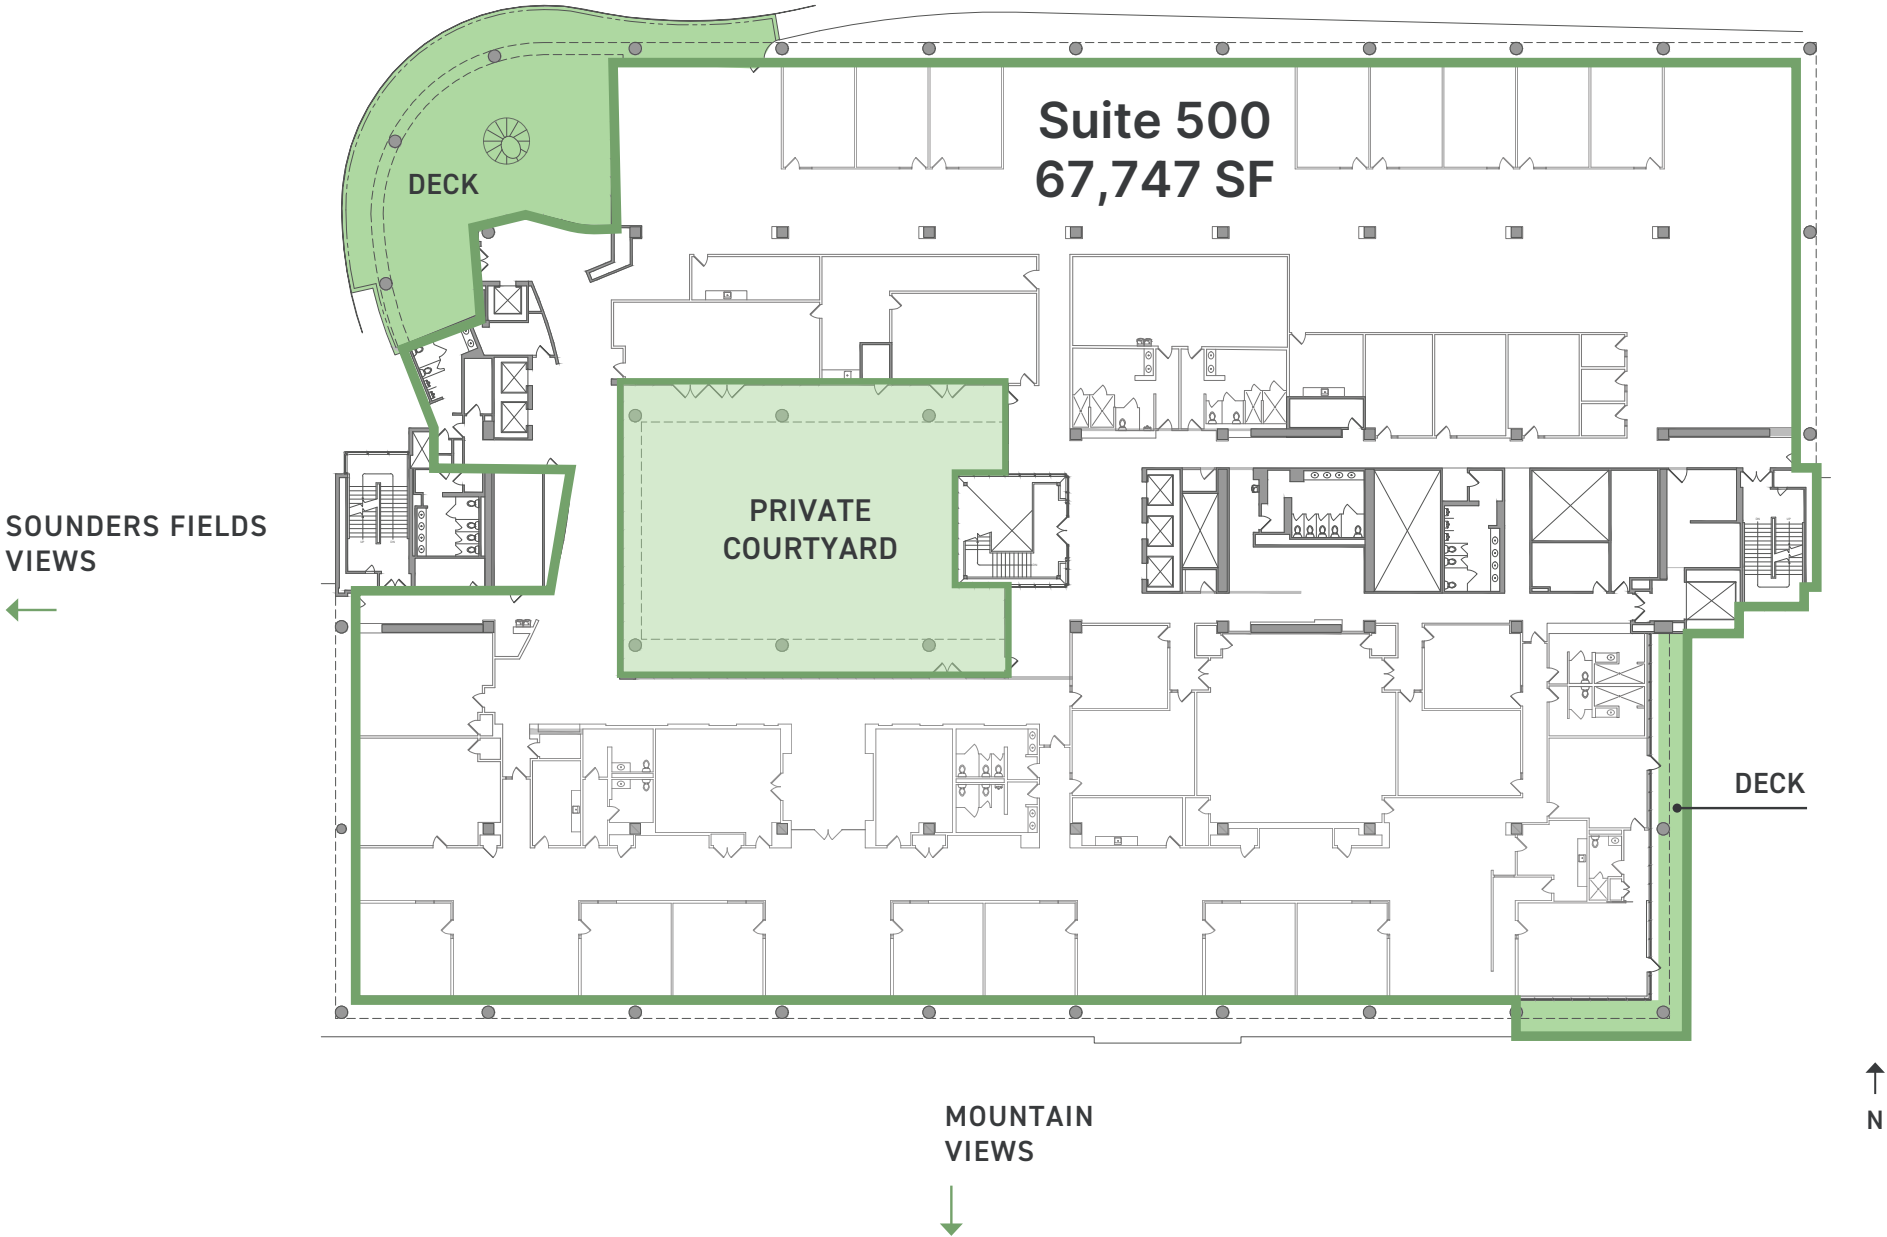 Suite 500
67,747 SF
DECK
PRIVATE
COURTYARD
SOUNDERS FIELDS
VIEWS
DECK
MOUNTAIN
VIEWS
N